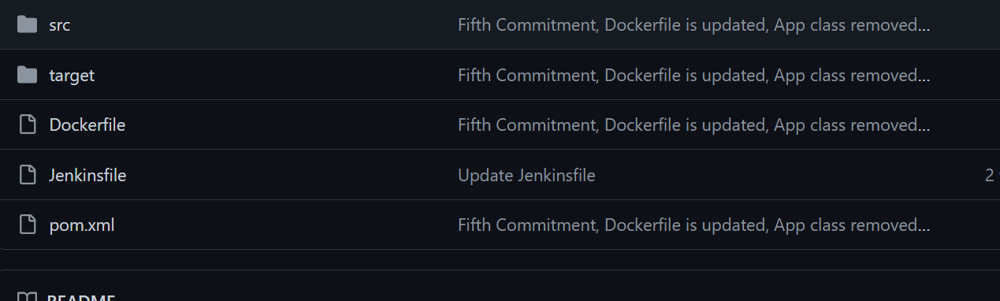 src Fifth Commitment, Dockerfile is updated, App class removed...
target Fifth Commitment, Dockerfile is updated, App class removed...
Dockerfile Fifth Commitment, Dockerfile is updated, App class removed...
Jenkinsfile Update Jenkinsfile 2
pom.xml Fifth Commitment, Dockerfile is updated, App class removed...
README